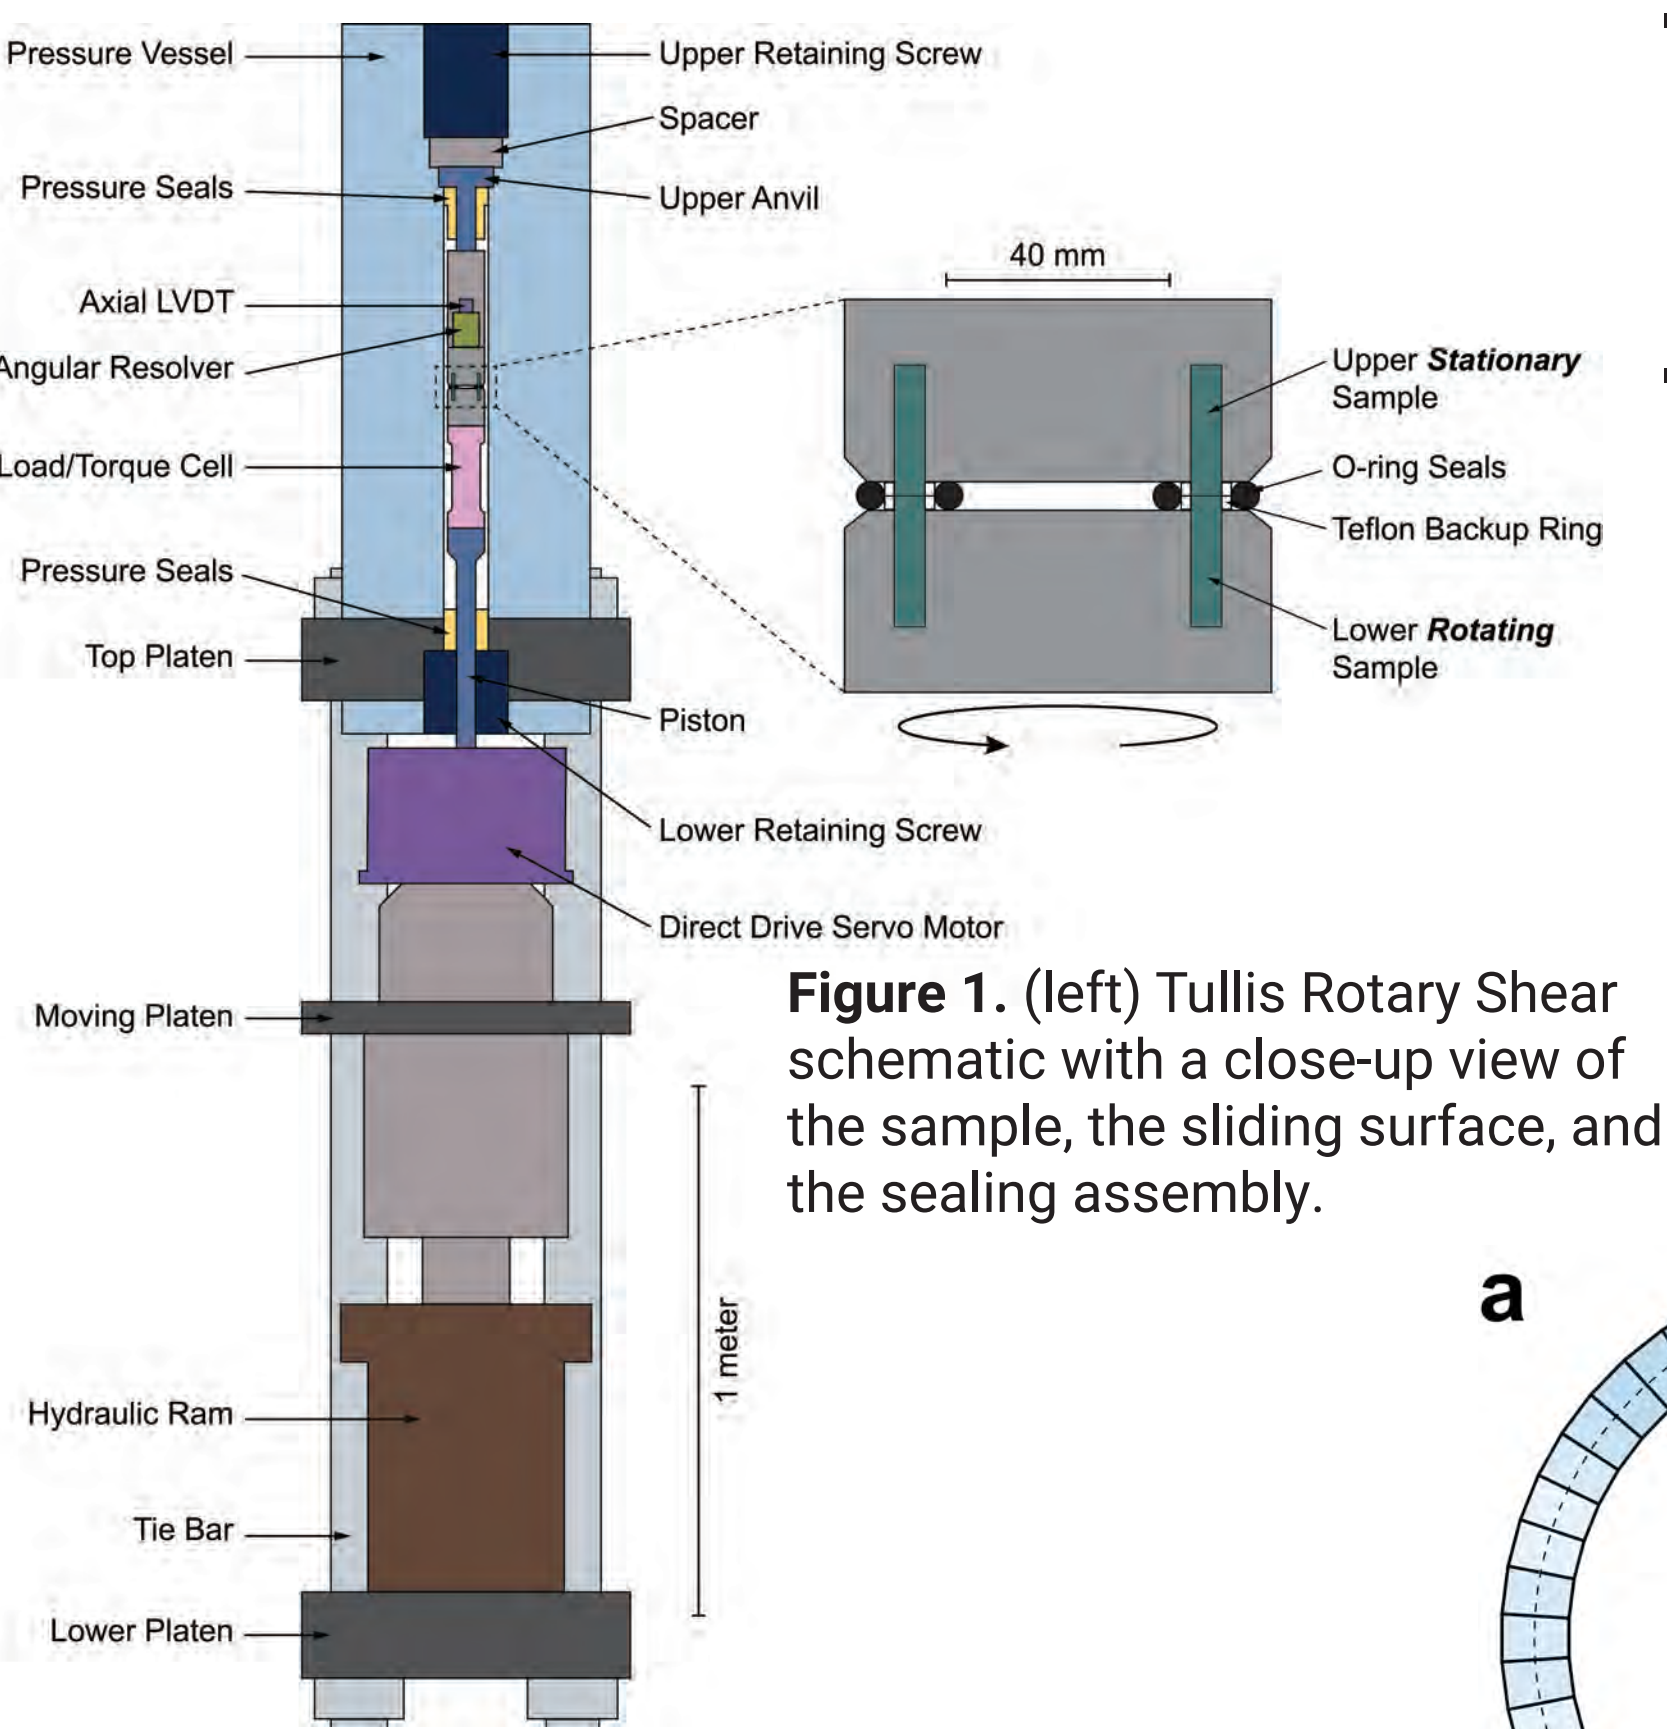 Pressure Vessel
Upper Retaining Screw
Spacer
Pressure Seals
Upper Anvil
Axial LVDT
Angular Resolver
Load/Torque Cell
Pressure Seals
Top Platen
Piston
Lower Retaining Screw
Direct Drive Servo Motor
Moving Platen
Hydraulic Ram
Tie Bar
Lower Platen
1 meter
40 mm
Upper Stationary
Sample
O-ring Seals
Teflon Backup Ring
Lower Rotating
Sample
Figure 1. (left) Tullis Rotary Shear
schematic with a close-up view of
the sample, the sliding surface, and
the sealing assembly.
a